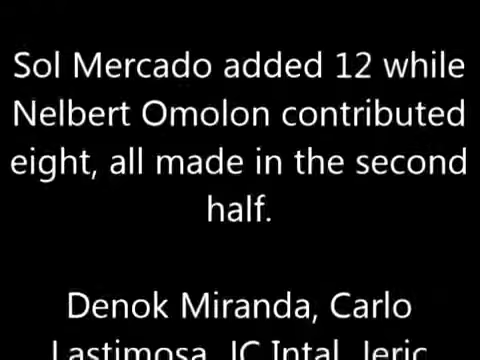 Sol Mercado added 12 while
Nelbert Omolon contributed
eight, all made in the second
half.
Denok Miranda, Carlo
Lastimosa, JC Intal, Jeric